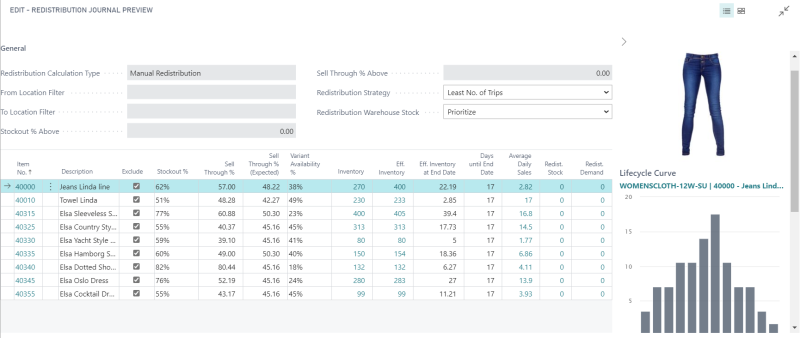 EDIT - REDISTRIBUTION JOURNAL PREVIEW
General
Redistribution Calculation Type Manual Redistribution Sell Through % Above 0.00
From Location Filter Redistribution Strategy Least No. of Trips
To Location Filter Redistribution Warehouse Stock Prioritize
Stockout % Above 0.00
Item No. ↑ Description Exclude Stockout % Sell Through % Sell Through % (Expected) Variant Availability % Inventory Eff. Inventory Eff. Inventory at End Date Days until End Date Average Daily Sales Redist. Stock Redist. Demand
→ 40000 Jeans Linda line 62% 57.00 48.22 38% 270 400 22.19 17 2.82 0 0
40010 Towel Linda 51% 48.28 42.27 49% 230 233 2.85 17 17 0 0
40315 Elsa Sleeveless S... 77% 60.88 50.30 23% 400 405 39.4 17 16.8 0 0
40325 Elsa Country Sty... 55% 40.37 45.16 45% 313 313 17.73 17 14.5 0 0
40330 Elsa Yacht Style ... 59% 39.10 45.16 41% 80 80 5 17 1.77 0 0
40335 Elsa Hamborg S... 60% 49.00 50.30 40% 150 154 18.36 17 6.86 0 0
40340 Elsa Dotted Sho... 82% 80.44 45.16 18% 132 132 6.27 17 4.11 0 0
40345 Elsa Oslo Dress 76% 52.19 45.16 24% 280 283 27 17 13.9 0 0
40355 Elsa Cocktail Dr... 55% 43.17 45.16 45% 99 99 11.21 17 3.93 0 0
Lifecycle Curve
WOMENSCLOTH-12W-SU | 40000 - Jeans Lind...
20
15
10
5